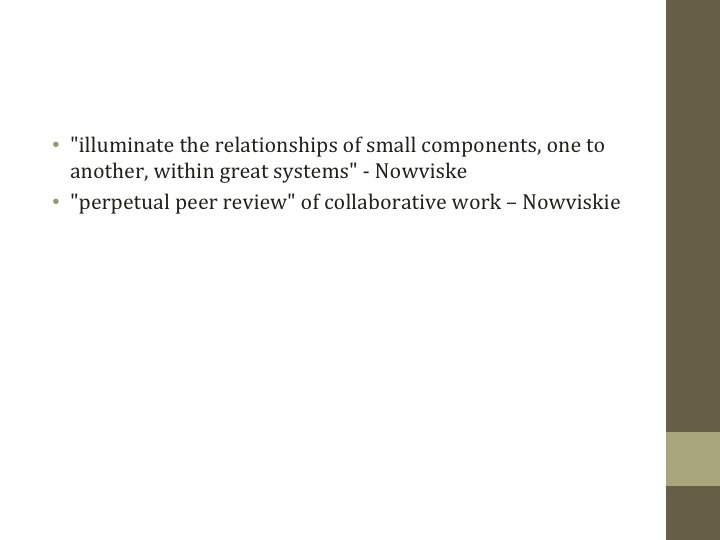 • "illuminate the relationships of small components, one to
another, within great systems" - Nowviske
• "perpetual peer review" of collaborative work – Nowviskie